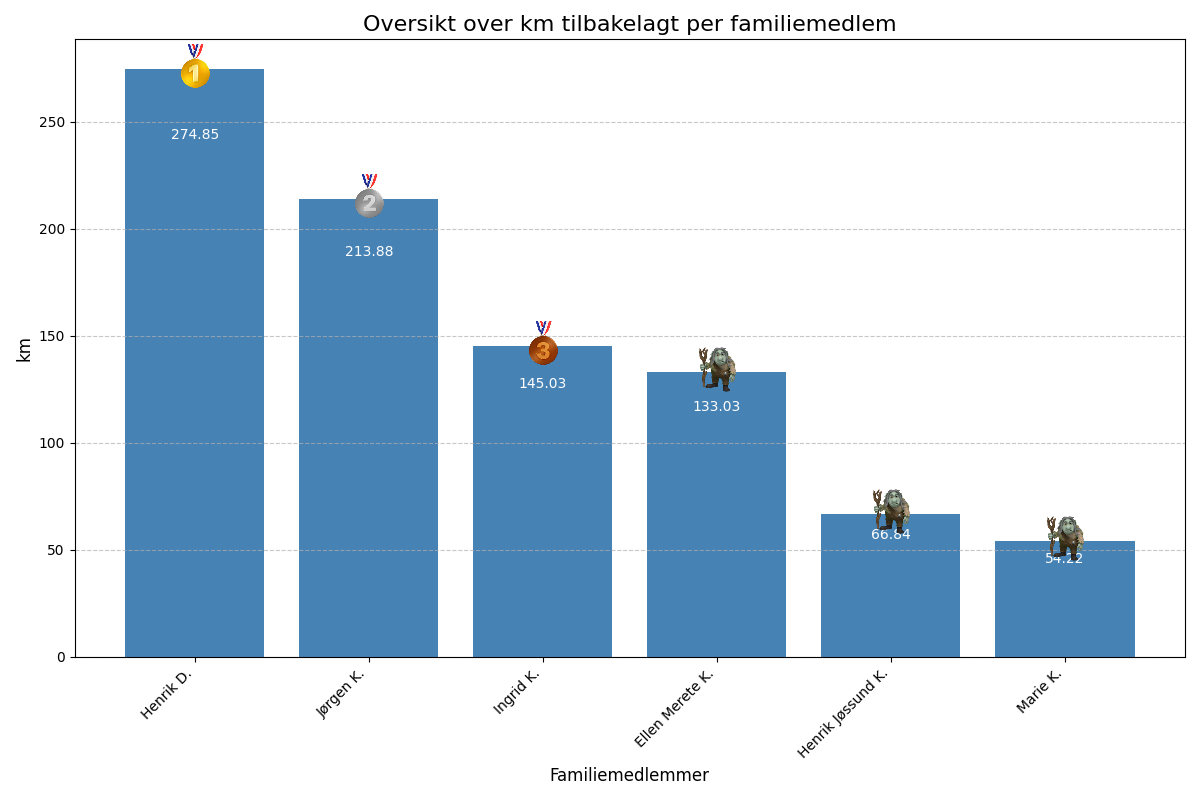 Oversikt over km tilbakelagt per familiemedlem
1
274.85
2
213.88
3
145.03
133.03
66.84
54.22
250
200
150
100
50
0
km
Henrik D.
Jørgen K.
Ingrid K.
Ellen Merete K.
Henrik Jøssund K.
Marie K.
Familiemedlemmer